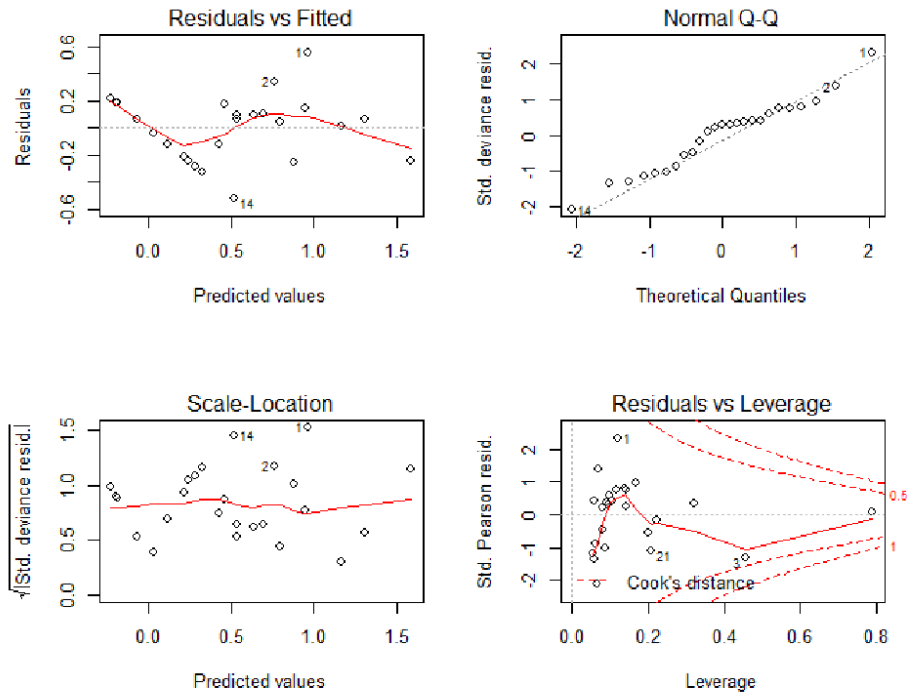 Residuals vs Fitted
Residuals
0.6
0.2
-0.2
-0.6
1
2
14
0.0 0.5 1.0 1.5
Predicted values
Normal Q-Q
Std. deviance resid.
2
1
0
-1
-2
1
2
14
-2 -1 0 1 2
Theoretical Quantiles
Scale-Location
√|Std. deviance resid.|
1.5
1.0
0.5
0.0
14
1
2
0.0 0.5 1.0 1.5
Predicted values
Residuals vs Leverage
Std. Pearson resid.
2
1
0
-1
-2
1
21
3
Cook's distance
0.5
1
0.0 0.2 0.4 0.6 0.8
Leverage